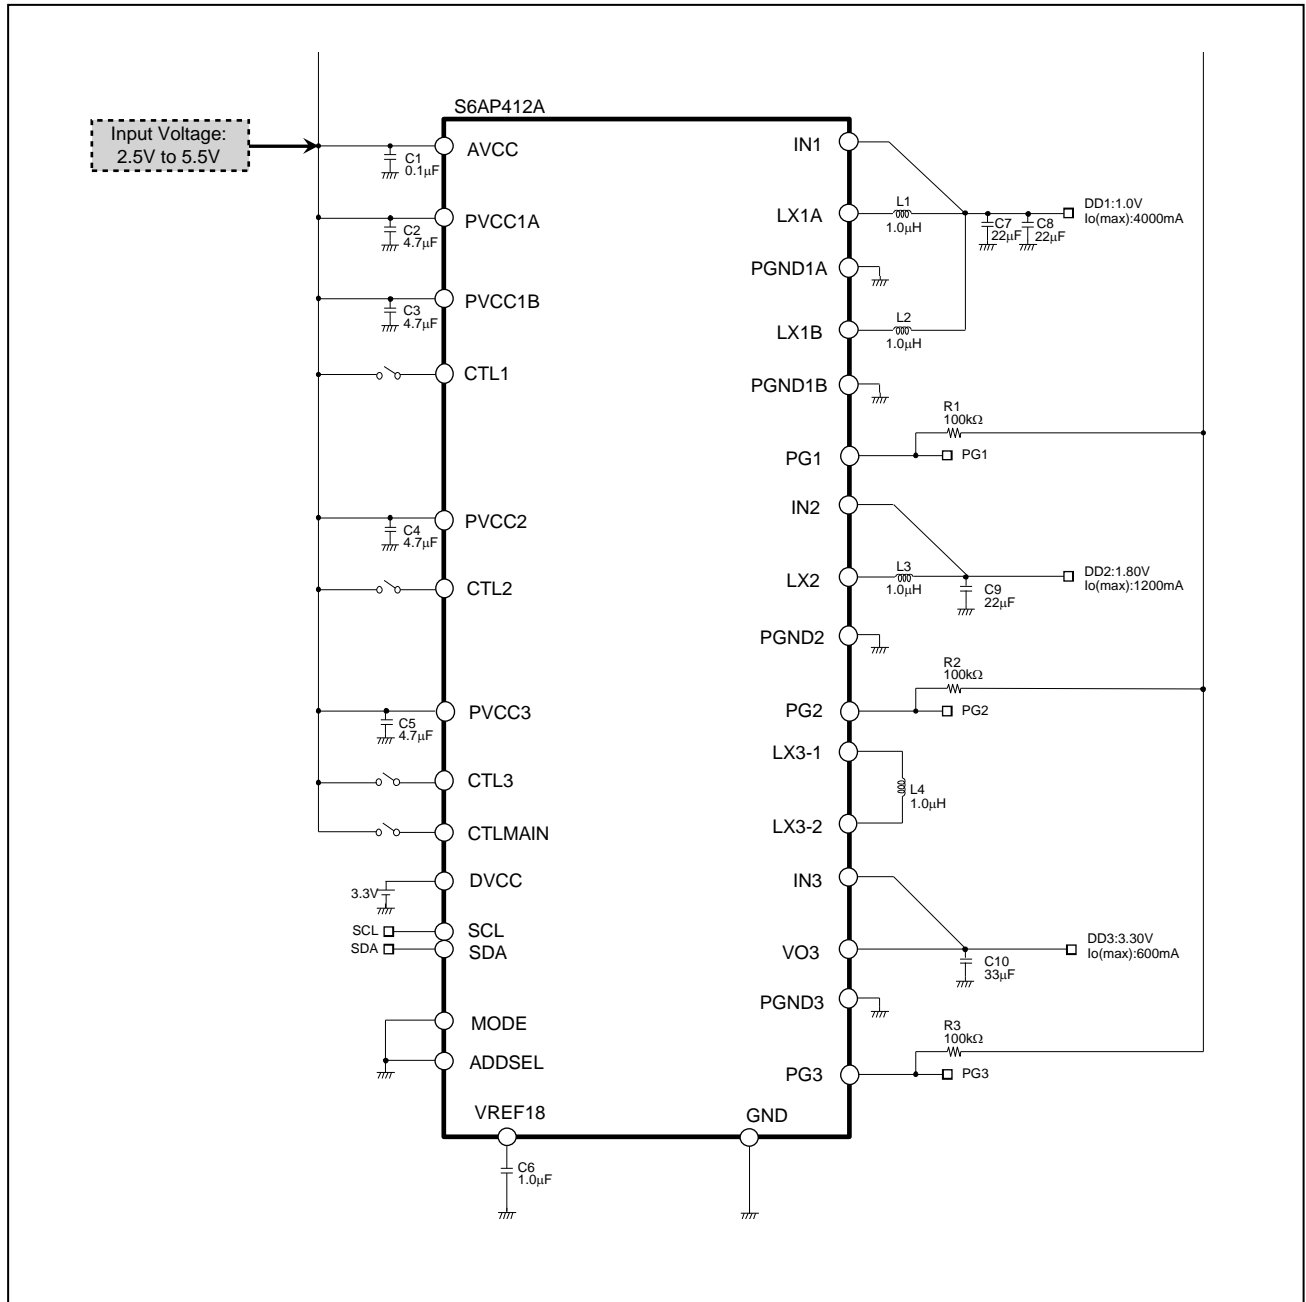 S6AP412A
Input Voltage:
2.5V to 5.5V
AVCC
C1
0.1μF
PVCC1A
C2
4.7μF
PVCC1B
C3
4.7μF
CTL1
PVCC2
C4
4.7μF
CTL2
PVCC3
C5
4.7μF
CTL3
CTLMAIN
DVCC
3.3V
SCL
SCL
SDA
SDA
MODE
ADDSEL
VREF18
C6
1.0μF
GND
IN1
LX1A
L1
1.0μH
C7
22μF
C8
22μF
DD1:1.0V
Io(max):4000mA
PGND1A
LX1B
L2
1.0μH
PGND1B
R1
100kΩ
PG1
PG1
IN2
LX2
L3
1.0μH
C9
22μF
DD2:1.80V
Io(max):1200mA
PGND2
R2
100kΩ
PG2
PG2
LX3-1
L4
1.0μH
LX3-2
IN3
VO3
C10
33μF
DD3:3.30V
Io(max):600mA
PGND3
R3
100kΩ
PG3
PG3